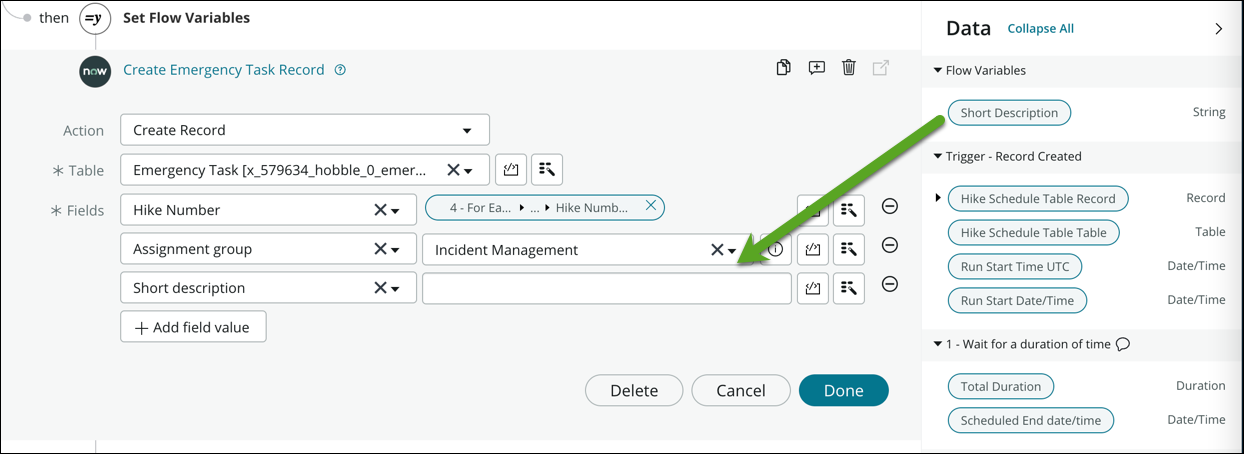 then =y Set Flow Variables
now Create Emergency Task Record ?
Action Create Record
* Table Emergency Task [x_579634_hobble_0_emer...
* Fields Hike Number 4 - For Ea... ... Hike Numb...
Assignment group Incident Management
Short description
+ Add field value
Delete Cancel Done
Data Collapse All
Flow Variables
Short Description String
Trigger - Record Created
Hike Schedule Table Record Record
Hike Schedule Table Table Table
Run Start Time UTC Date/Time
Run Start Date/Time Date/Time
1 - Wait for a duration of time
Total Duration Duration
Scheduled End date/time Date/Time